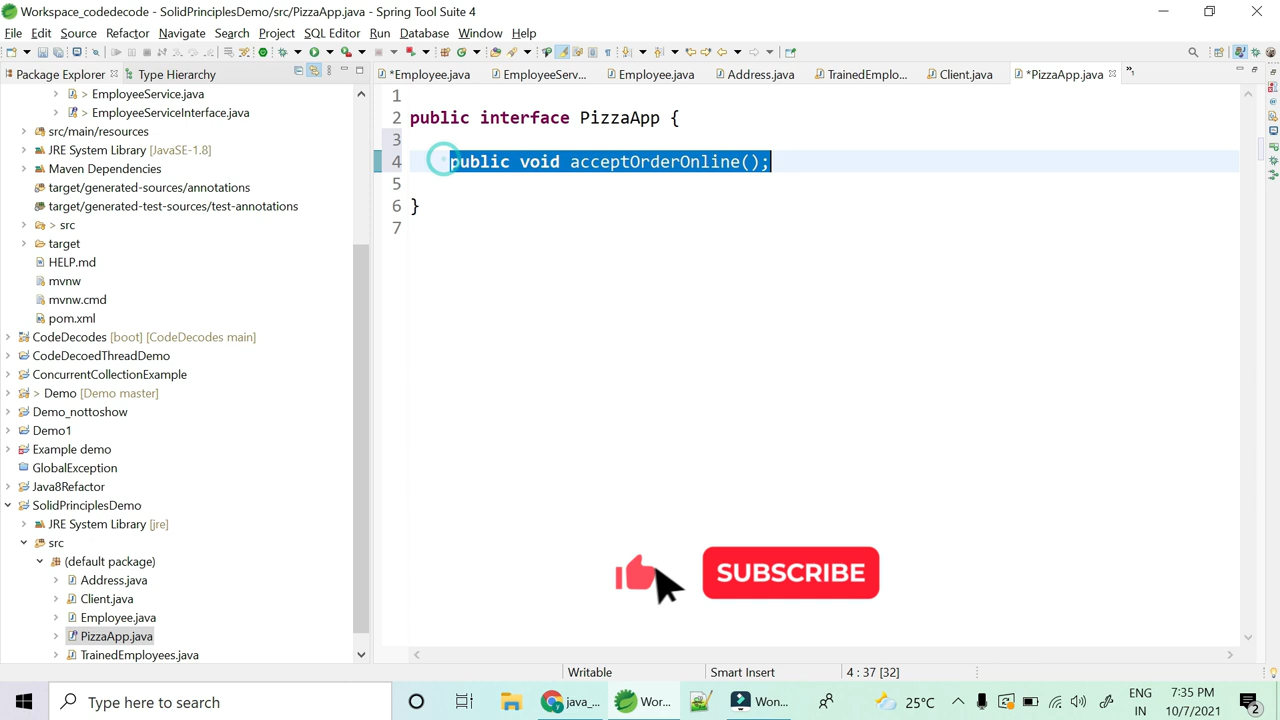 Workspace_codedecode - SolidPrinciplesDemo/src/PizzaApp.java - Spring Tool Suite 4
File Edit Source Refactor Navigate Search Project SQL Editor Run Database Window Help
Package Explorer Type Hierarchy
*Employee.java EmployeeServ... Employee.java Address.java TrainedEmplo... Client.java *PizzaApp.java
> EmployeeService.java
> EmployeeServiceInterface.java
src/main/resources
JRE System Library [JavaSE-1.8]
Maven Dependencies
target/generated-sources/annotations
target/generated-test-sources/test-annotations
> src
target
HELP.md
mvnw
mvnw.cmd
pom.xml
CodeDecodes [boot] [CodeDecodes main]
CodeDecoedThreadDemo
ConcurrentCollectionExample
> Demo [Demo master]
Demo_nottoshow
Demo1
Example demo
GlobalException
Java8Refactor
SolidPrinciplesDemo
JRE System Library [jre]
src
(default package)
Address.java
Client.java
Employee.java
PizzaApp.java
TrainedEmployees.java
1
2 public interface PizzaApp {
3
4 public void acceptOrderOnline();
5
6 }
7
SUBSCRIBE
Writable Smart Insert 4 : 37 [32]
Type here to search
java_... Wor... Won...
25°C
ENG
IN
7:35 PM
10/7/2021
2